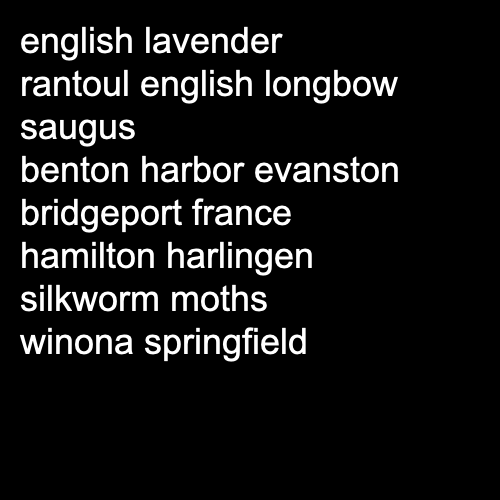 english lavender
rantoul english longbow
saugus
benton harbor evanston
bridgeport france
hamilton harlingen
silkworm moths
winona springfield